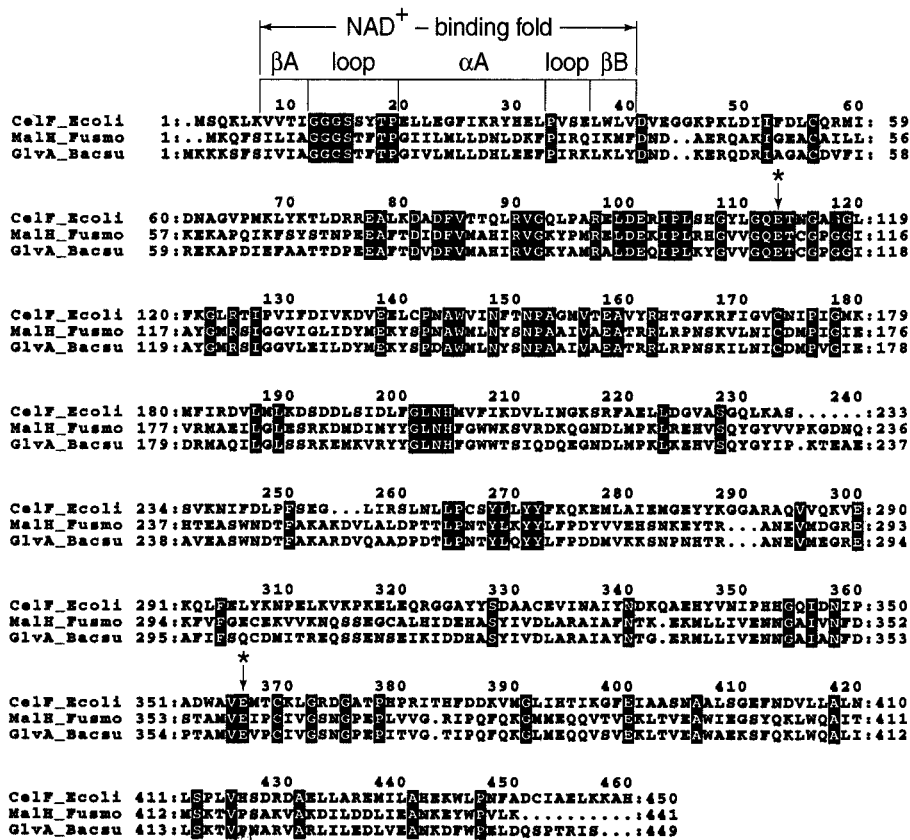 NAD+ – binding fold
βA loop αA loop βB
10 20 30 40 50 60
CelF_Ecoli 1:.MSQKLKVVTIGGGSSYTPELLEGFIKRYHELPVSELWLVDVEGGKPKLDIIFDLCQRMI: 59
MalH_Fusmo 1:...MKQFSILIAGGGSTFTPGIVLMLLDNLDKFPIRQIKMFDND..AERQAKIGEACAILL: 56
GlvA_Bacsu 1:.MKKKSFSIVIAGGGSTFTPGIVLMLLDHLEEFPIRKLKLYDND..KERQDRIAGACDVFI: 58
*
70 80 90 100 110 120
CelF_Ecoli 60:DNAGVPMKLYKTLDRREALKDADFVTTQLRVGQLPARELDERIPLSHGYLGQETNGAHGL:119
MalH_Fusmo 57:KEKAPQIKFSYSTNPEEAFTDIDFVMAHIRVGKYPMRELDEKIPLRHGVVGQETCGPGGI:116
GlvA_Bacsu 59:REKAPDIEFAATTDPEEAFTDVDFVMAHIRVGKYAMRALDEQIPLKYGVVGQETCGPGGI:118
130 140 150 160 170 180
CelF_Ecoli 120:FKGLRTIPVIFDIVKDVEELCPNAWVINFTNPAGMVTEAVYRHTGFKRFIGVCNIPIGMK:179
MalH_Fusmo 117:AYGMRSIGGVIGLIDYMEKYSPNAWMLNYSNPAAIVAEATRRLRPNSKVLNICDMPIGIE:176
GlvA_Bacsu 119:AYGMRSIGGVLEILDYMEKYSPDAWMLNYSNPAAIVAEATRRLRPNSKILNICDMPVGIE:178
190 200 210 220 230 240
CelF_Ecoli 180:MFIRDVLMLKDSDDLSIDLFGLNHMVFIKDVLINGKSRFAELLDGVASGQLKAS......:233
MalH_Fusmo 177:VRMAEILGLESRKDMDIMYYGLNHFGWWKSVRDKQGNDLMPKLREHVSQYGYVVPKGDNQ:236
GlvA_Bacsu 179:DRMAQILGLSSRKEMKVRYYGLNHFGWWTSIQDQEGNDLMPKLKEHVSQYGYIP.KTEAE:237
250 260 270 280 290 300
CelF_Ecoli 234:SVKNIFDLPFSEG...LIRSLNLLPCSYLLYYFKQKEMLAIEMGEYYKGGARAQVVQKVE:290
MalH_Fusmo 237:HTEASWNDTFAKAKDVLALDPTTLPNTYLKYYLFPDYVVEHSNKEYTR...ANEVMDGRE:293
GlvA_Bacsu 238:AVEASWNDTFAKARDVQAADPDTLPNTYLQYYLFPDDMVKKSNPNHTR...ANEVMEGRE:294
310 320 330 340 350 360
CelF_Ecoli 291:KQLFELYKNPELKVKPKELEQRGGAYYSDAACEVINAIYNDKQAEHYVNIPHHGQIDNIP:350
MalH_Fusmo 294:KFVFGECEKVVKNQSSEGCALHIDEHASYIVDLARAIAFNTK.EKMLLIVENNGAIVNFD:352
GlvA_Bacsu 295:AFIFSQCDMITREQSSENSEIKIDDHASYIVDLARAIAYNTG.ERMLLIVENNGAIANFD:353
*
370 380 390 400 410 420
CelF_Ecoli 351:ADWAVEMTCKLGRDGATPHPRITHFDDKVMGLIHTIKGFEIAASNAALSGEFNDVLLALN:410
MalH_Fusmo 353:STAMVEIPCIVGSNGPEPLVVG.RIPQFQKGMMEQQVTVEKLTVEAWIEGSYQKLWQAIT:411
GlvA_Bacsu 354:PTAMVEVPCIVGSNGPEPITVG.TIPQFQKGLMEQQVSVEKLTVEAWAEKSFQKLWQALI:412
430 440 450 460
CelF_Ecoli 411:LSPLVHSDRDAELLAREMILAHEKWLPNFADCIAELKKAH:450
MalH_Fusmo 412:LSKTVPSAKVAKDILDDLIEANKEYWPVLK..........:441
GlvA_Bacsu 413:LSKTVPNARVARLILEDLVEANKDFWPELDQSPTRIS...:449